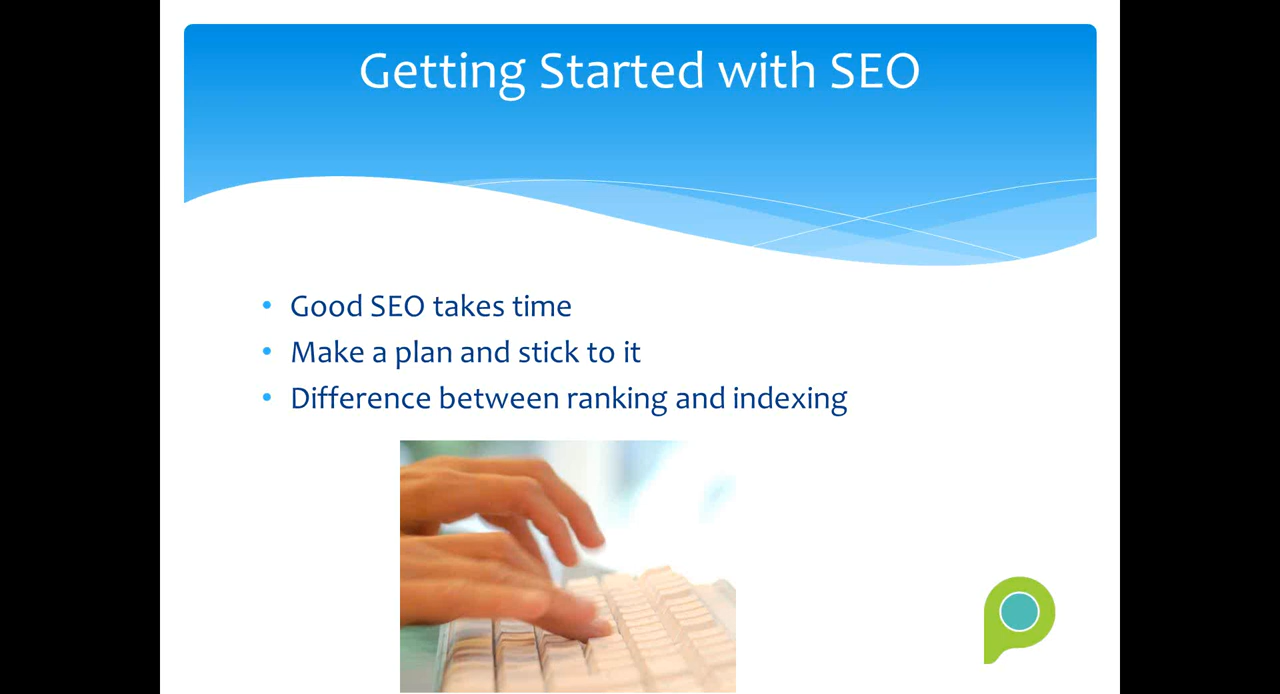 Getting Started with SEO
• Good SEO takes time
• Make a plan and stick to it
• Difference between ranking and indexing